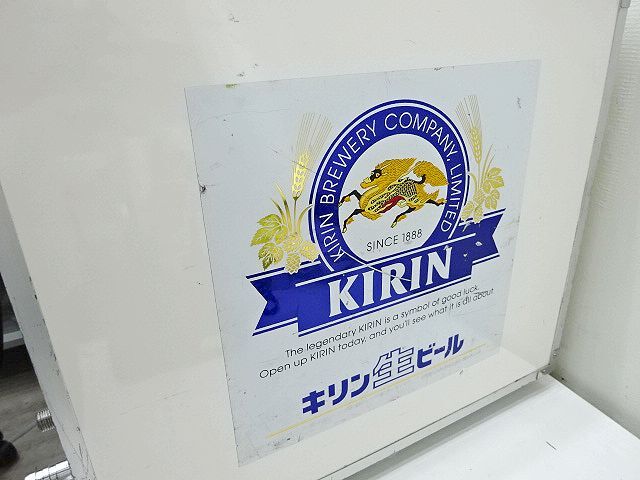 KIRIN BREWERY COMPANY, LIMITED
SINCE 1888
KIRIN
The legendary KIRIN is a symbol of good luck.
Open up KIRIN today, and you'll see what it is all about.
キリン生ビール